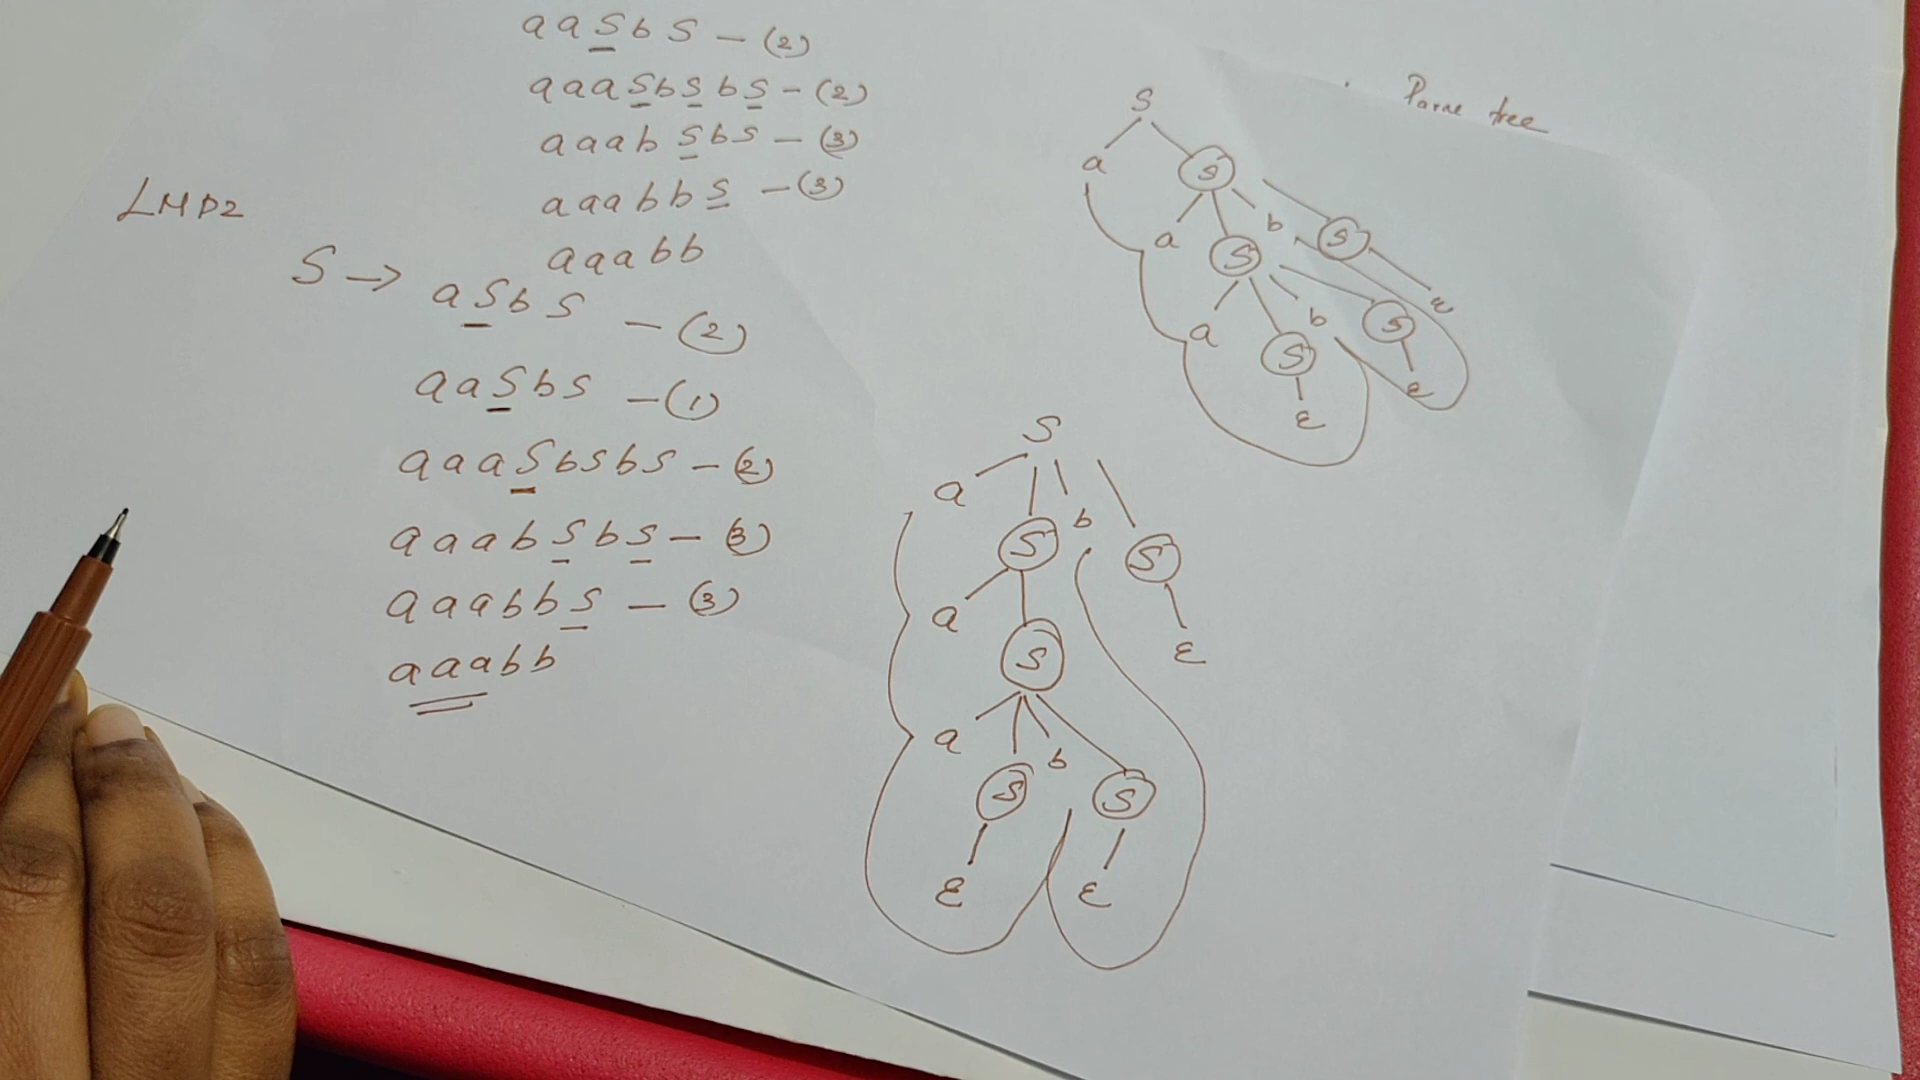 aaSbS - (2)
aaaSbSbS - (2)
aaabSbS - (3)
aaabbS - (3)
aaabb
LMD2
S → aSbS - (2)
aaSbS - (1)
aaaSbSbS - (2)
aaabSbS - (3)
aaabbS - (3)
aaabb
Parse tree
S
a S
a S b S
a S b S ε
ε ε
S
a S b S
a S ε
a S b S
ε ε